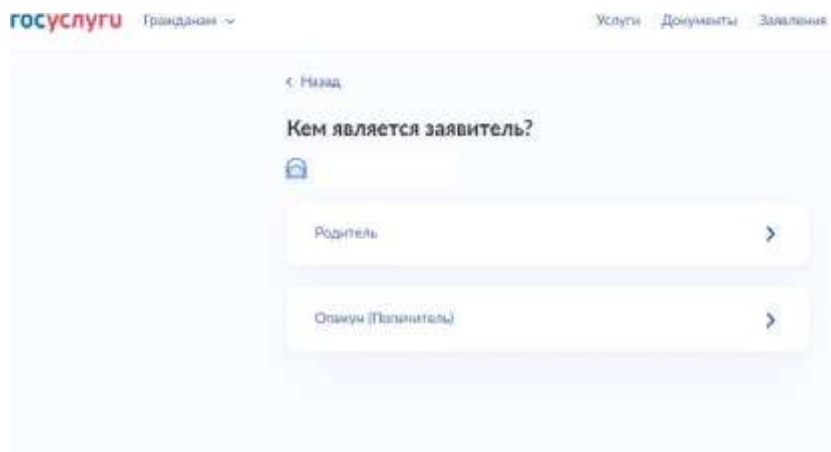 госуслуги Гражданам Услуги Документы Заявления
Назад
Кем является заявитель?
Родитель
Опекун (Попечитель)